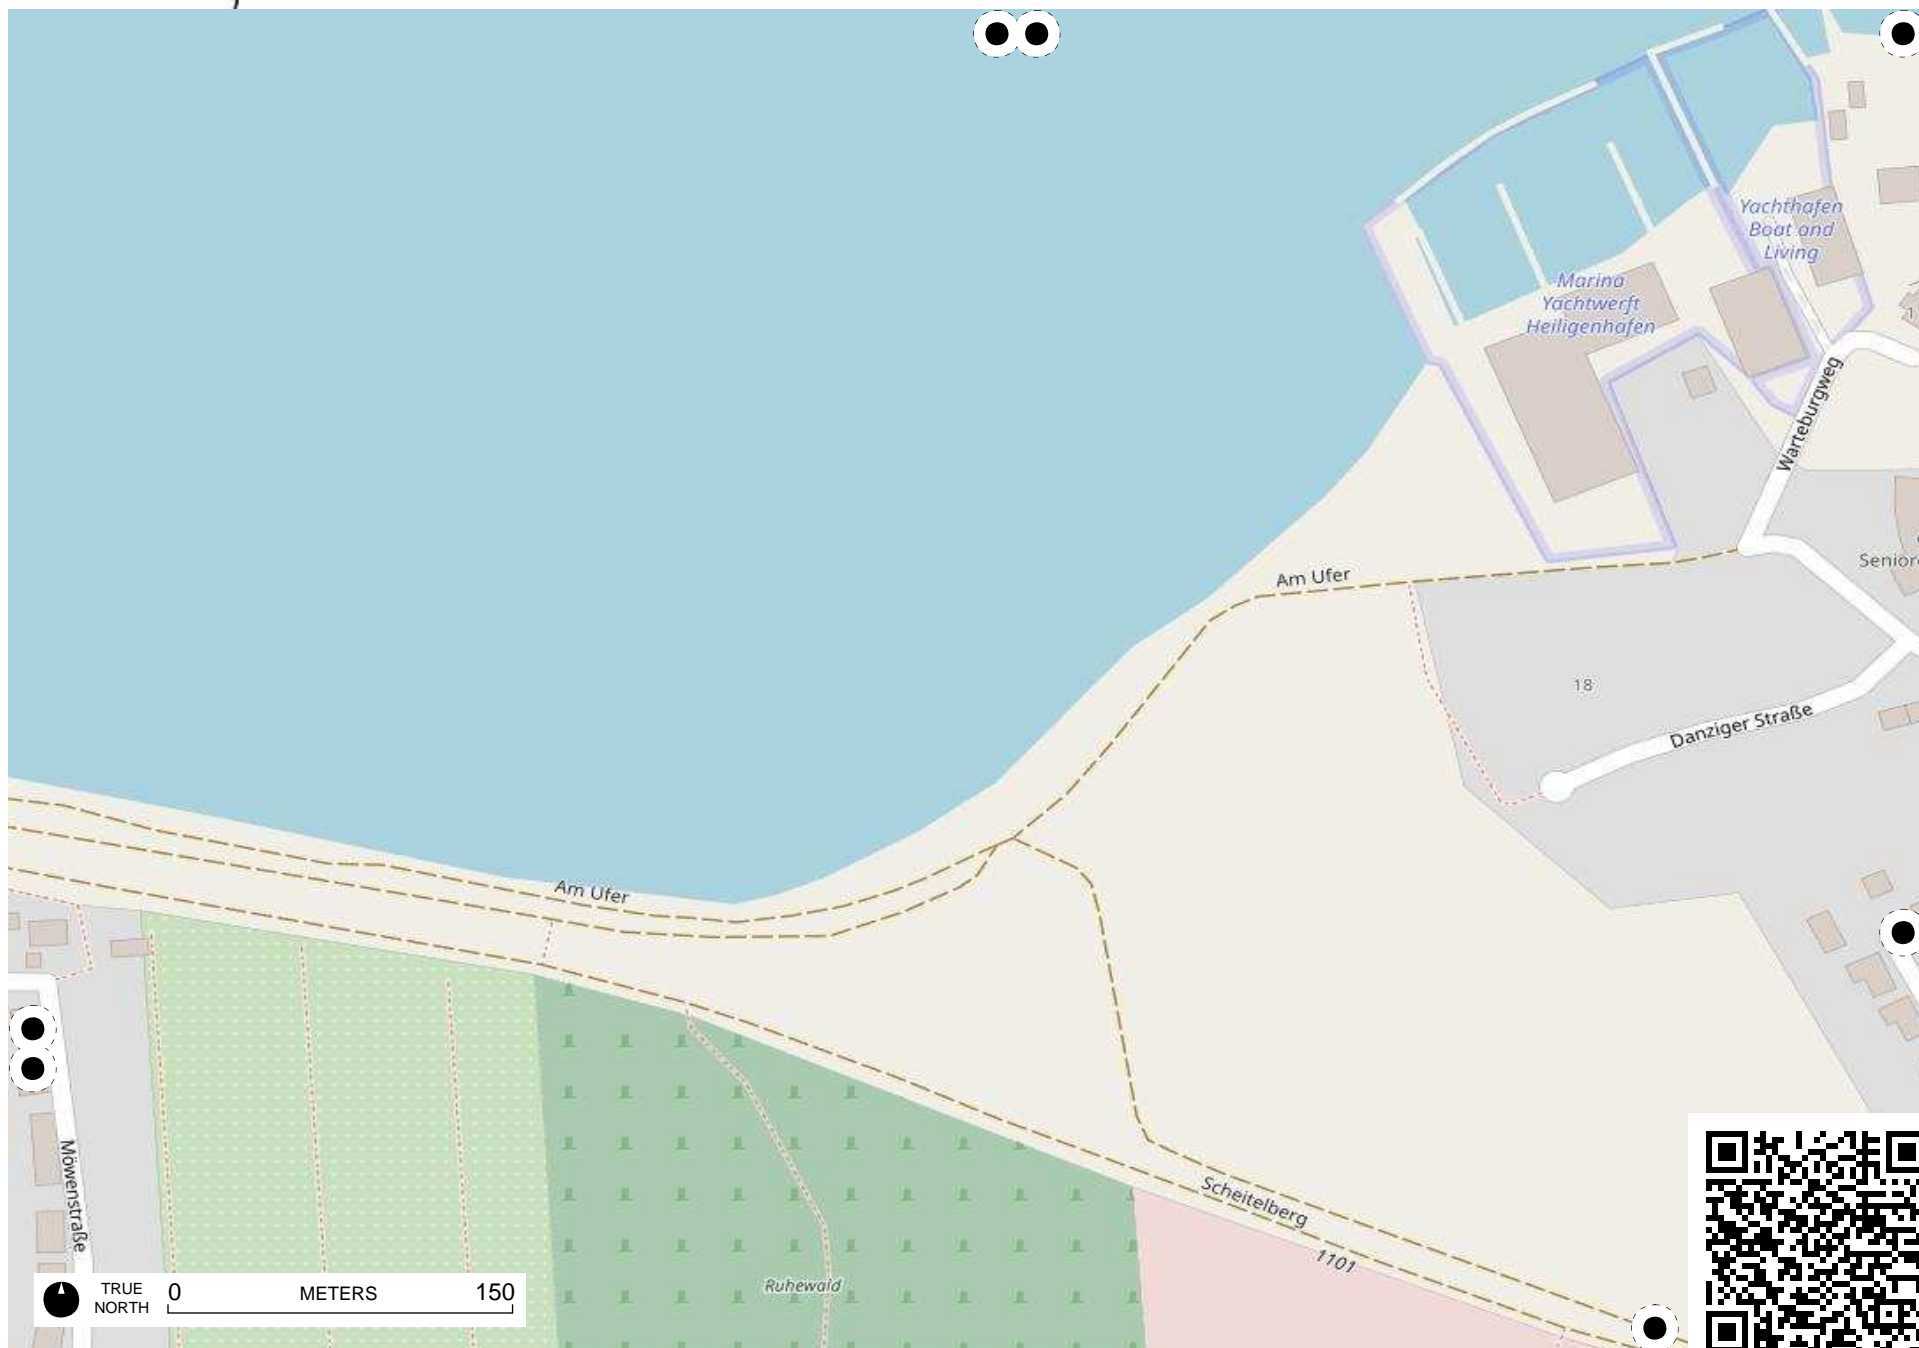 Yachthafen
Boat and
Living
Marina
Yachtwerft
Heiligenhafen
Warteburgweg
Am Ufer
18
Danziger Straße
Am Ufer
Möwenstraße
Scheitelberg
1101
Ruhewald
TRUE
NORTH
0 METERS 150